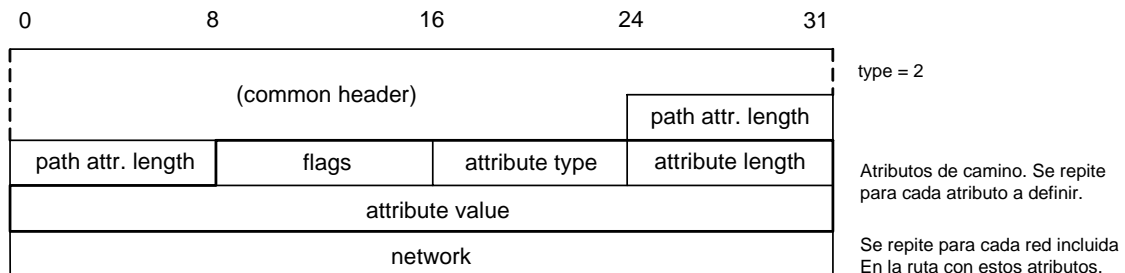 0 8 16 24 31
type = 2
(common header)
path attr. length
path attr. length flags attribute type attribute length
Atributos de camino. Se repite
para cada atributo a definir.
attribute value
network
Se repite para cada red incluida
En la ruta con estos atributos.